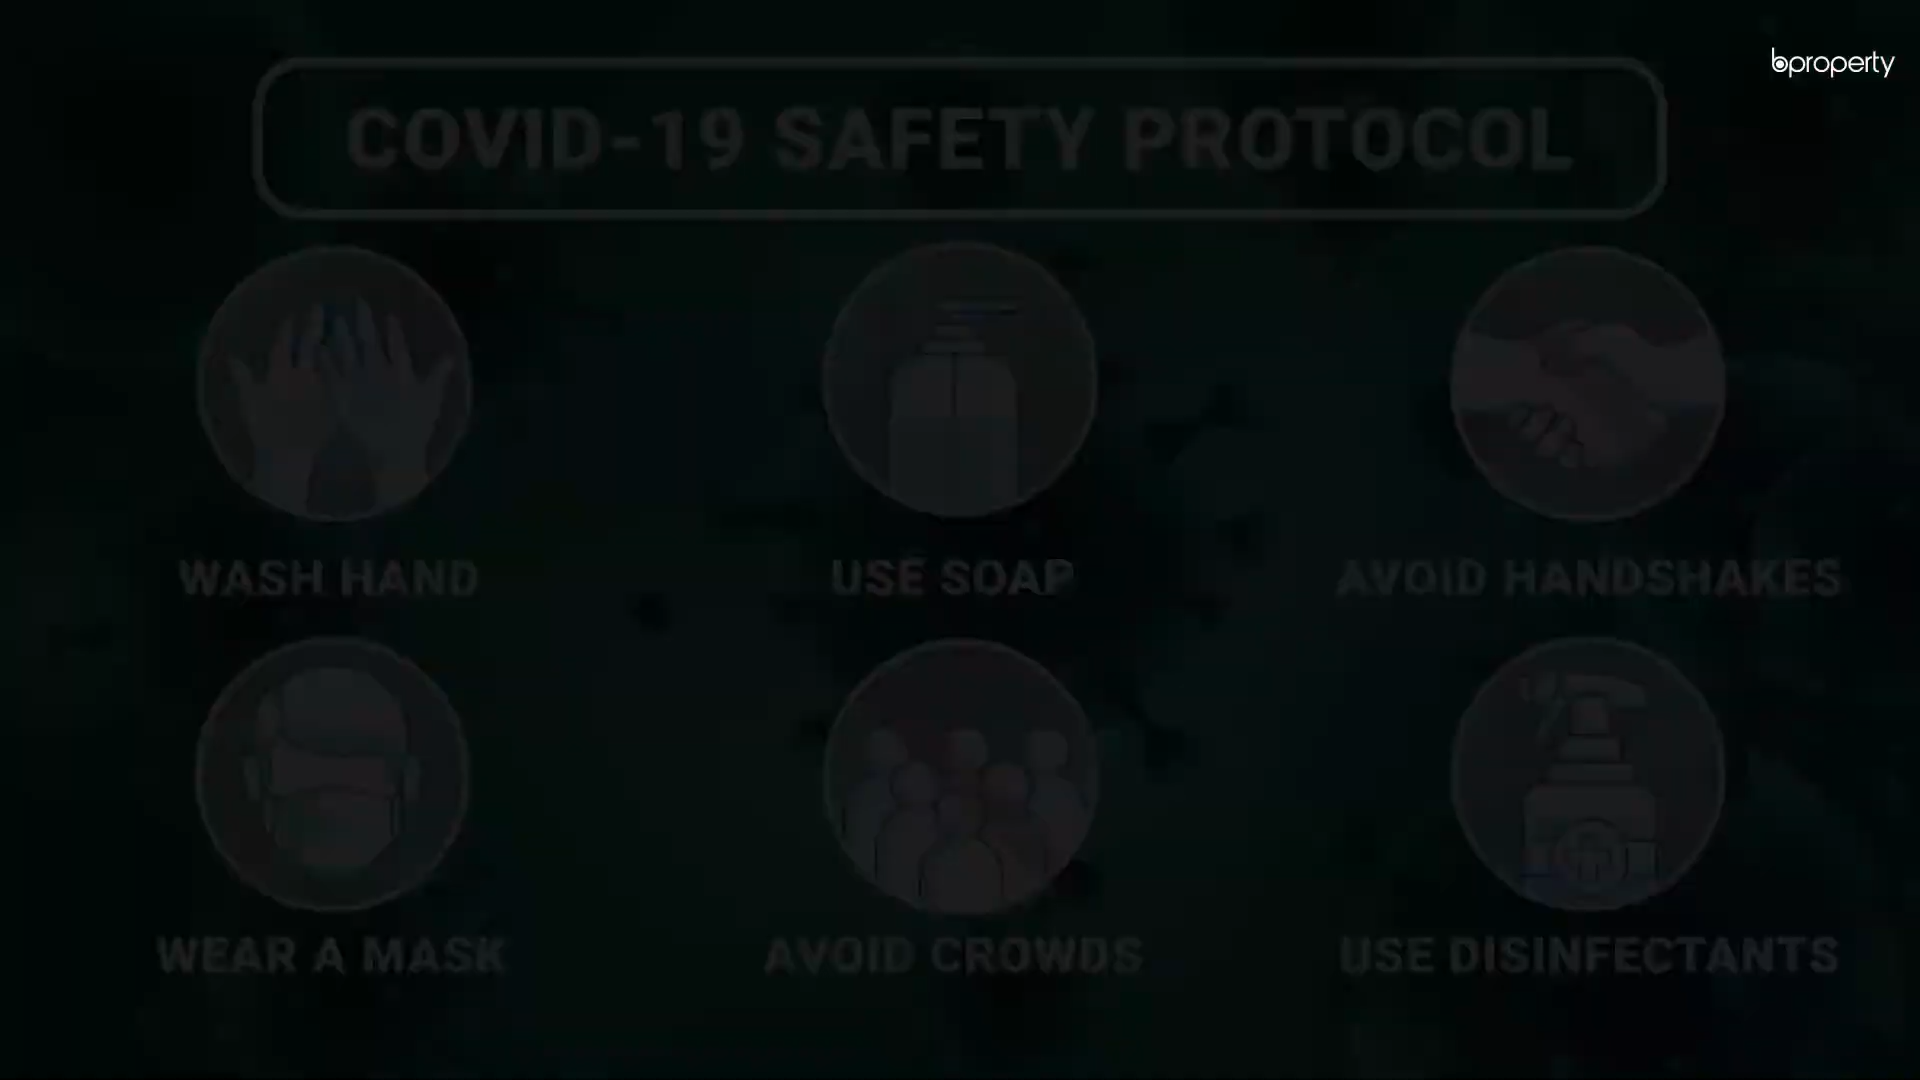 bproperty
COVID-19 SAFETY PROTOCOL
WASH HAND
USE SOAP
AVOID HANDSHAKES
WEAR A MASK
AVOID CROWDS
USE DISINFECTANTS